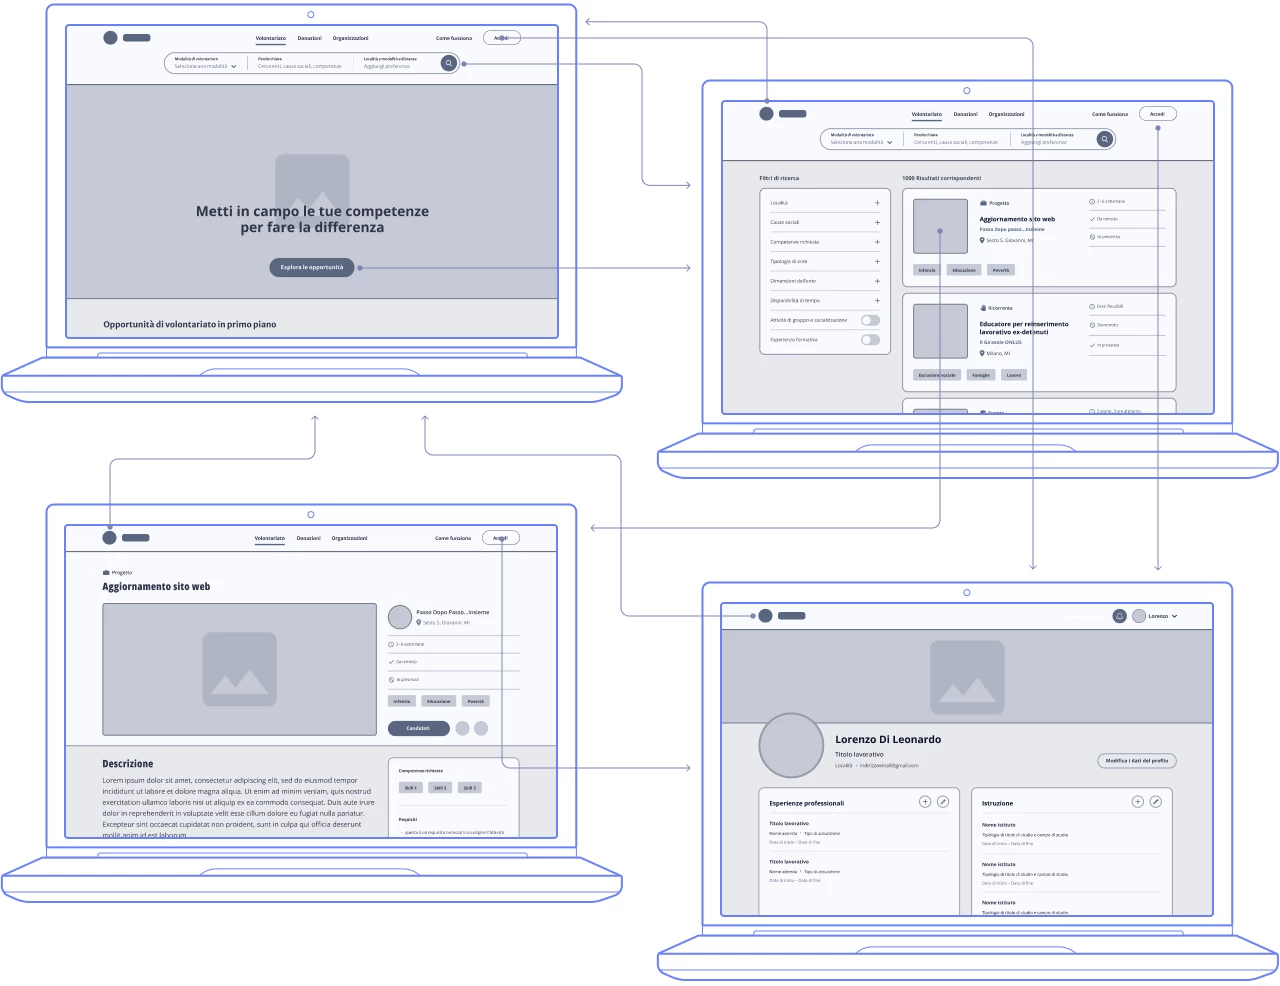 Volontariato Donazioni Organizzazioni Come funziona
Modalità di volontariato Parole chiave Località o modalità a distanza
Seleziona una modalità Cerca enti, cause sociali, competenze Aggiungi preferenze
Metti in campo le tue competenze
per fare la differenza
Esplora le opportunità
Opportunità di volontariato in primo piano
Volontariato Donazioni Organizzazioni Come funziona Accedi
Modalità di volontariato Parole chiave Località o modalità a distanza
Seleziona una modalità Cerca enti, cause sociali, competenze Aggiungi preferenze
Filtri di ricerca
Località
Cause sociali
Competenze richieste
Tipologia di ente
Dimensioni dell'ente
Disponibilità di tempo
Attività di gruppo e socializzazione
Esperienza formativa
1000 Risultati corrispondenti
Progetto
Aggiornamento sito web
Passo dopo passo...Insieme
Sesto S. Giovanni, MI
2-6 settimane
Da remoto
In presenza
Infanzia Educazione Povertà
Ricorrente
Educatore per reinserimento
lavorativo ex-detenuti
Il Girasole ONLUS
Milano, MI
Orari flessibili
Da remoto
In presenza
Esclusione sociale Famiglie Lavoro
Volontariato Donazioni Organizzazioni Come funziona
Progetto
Aggiornamento sito web
Passo Dopo Passo...Insieme
Sesto S. Giovanni, MI
2-6 settimane
Da remoto
In presenza
Infanzia Educazione Povertà
Candidati
Descrizione
Lorem ipsum dolor sit amet, consectetur adipiscing elit, sed do eiusmod tempor
incididunt ut labore et dolore magna aliqua. Ut enim ad minim veniam, quis nostrud
exercitation ullamco laboris nisi ut aliquip ex ea commodo consequat. Duis aute irure
dolor in reprehenderit in voluptate velit esse cillum dolore eu fugiat nulla pariatur.
Excepteur sint occaecat cupidatat non proident, sunt in culpa qui officia deserunt
mollit anim id est laborum.
Competenze richieste
Skill 1 Skill 2 Skill 3
Requisiti
Lorenzo
Lorenzo Di Leonardo
Titolo lavorativo
Località • indirizzoemail@gmail.com
Modifica i dati del profilo
Esperienze professionali
Titolo lavorativo
Nome azienda • Tipo di assunzione
Data di inizio – Data di fine
Titolo lavorativo
Nome azienda • Tipo di assunzione
Data di inizio – Data di fine
Istruzione
Nome istituto
Tipologia di titolo di studio e campo di studio
Data di inizio – Data di fine
Nome istituto
Tipologia di titolo di studio e campo di studio
Data di inizio – Data di fine
Nome istituto
Tipologia di titolo di studio e campo di studio